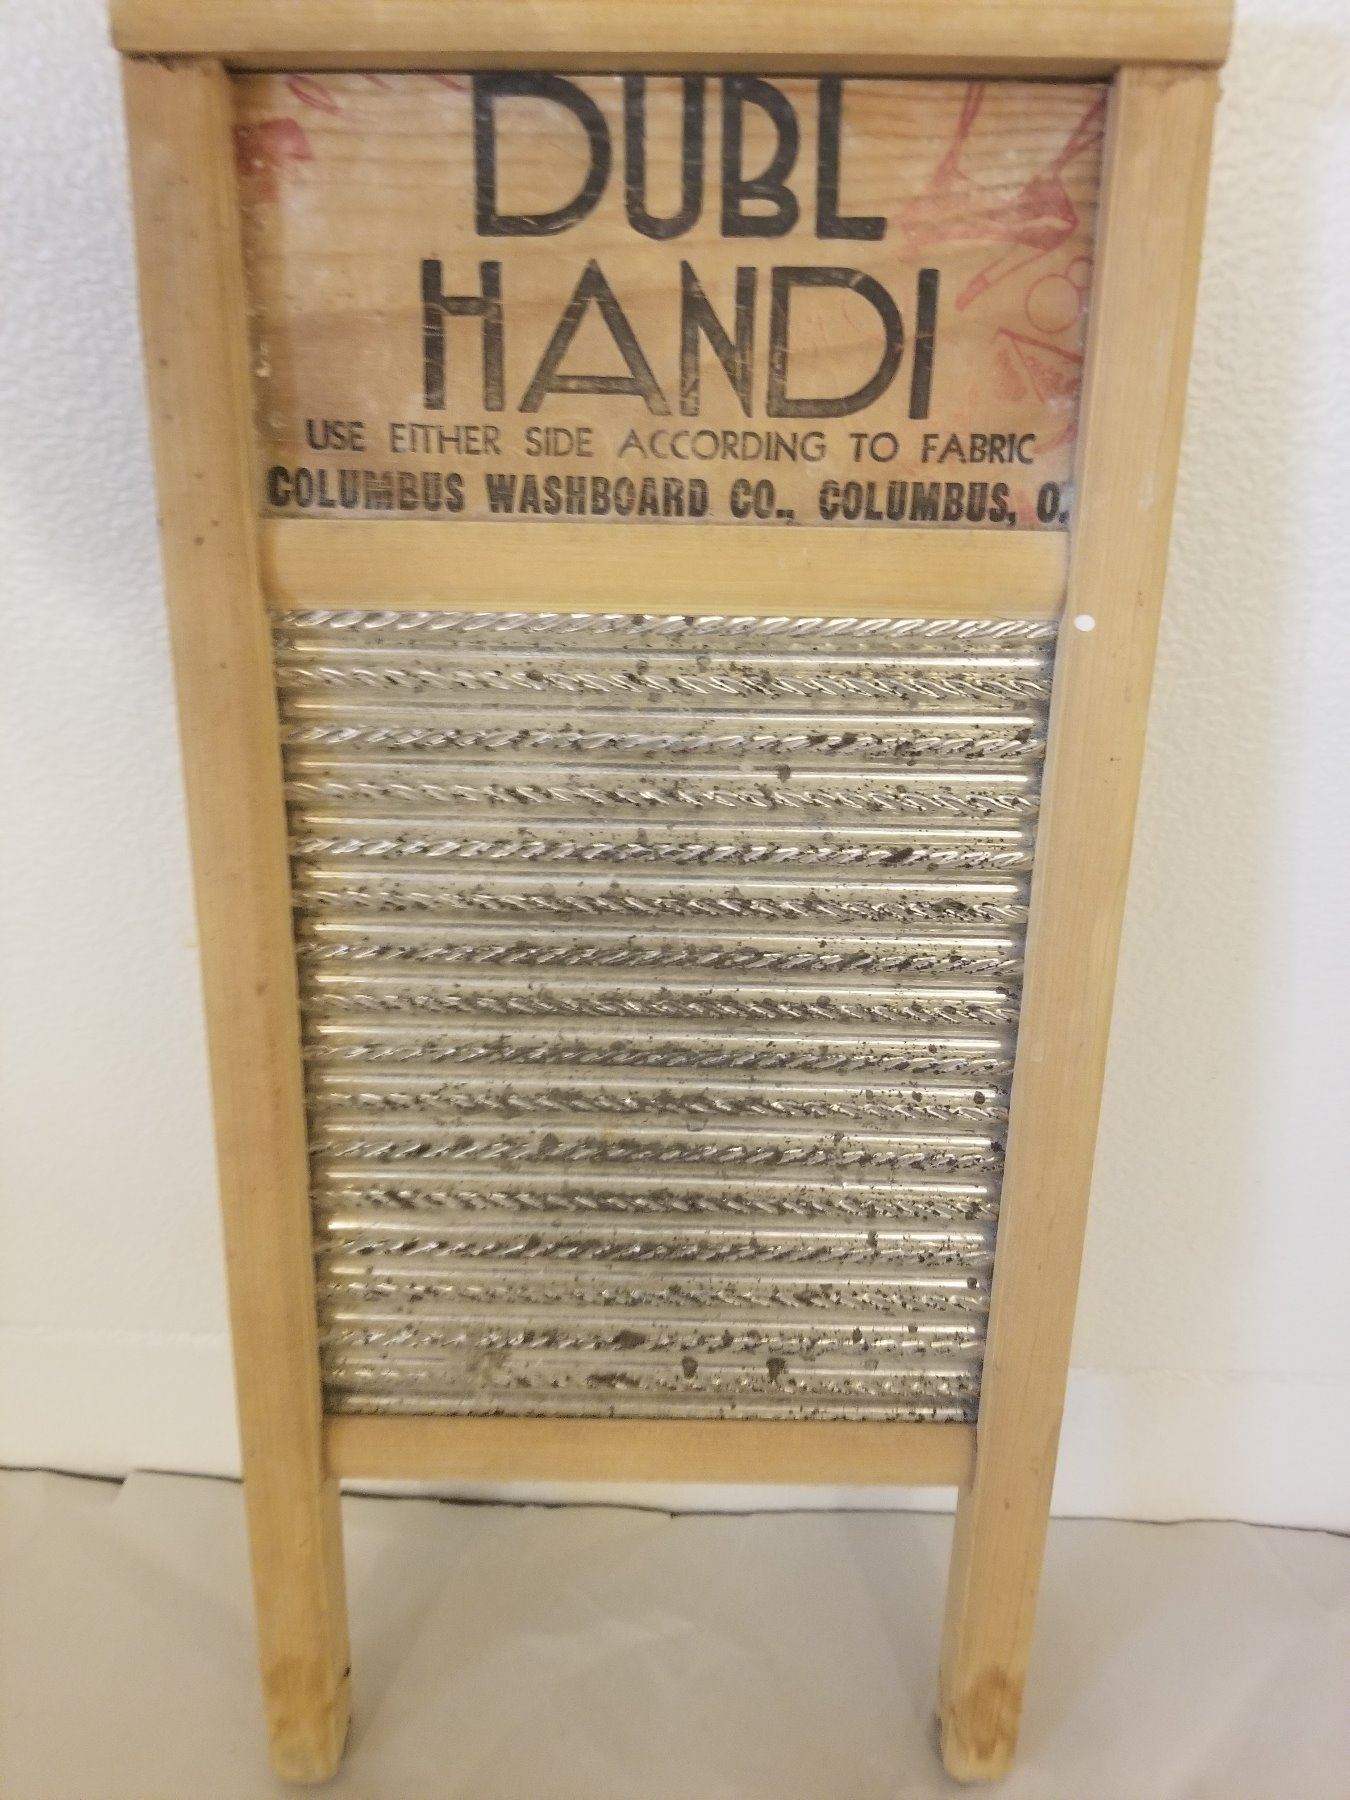 DUBL
HANDI
USE EITHER SIDE ACCORDING TO FABRIC
COLUMBUS WASHBOARD CO., COLUMBUS, O.